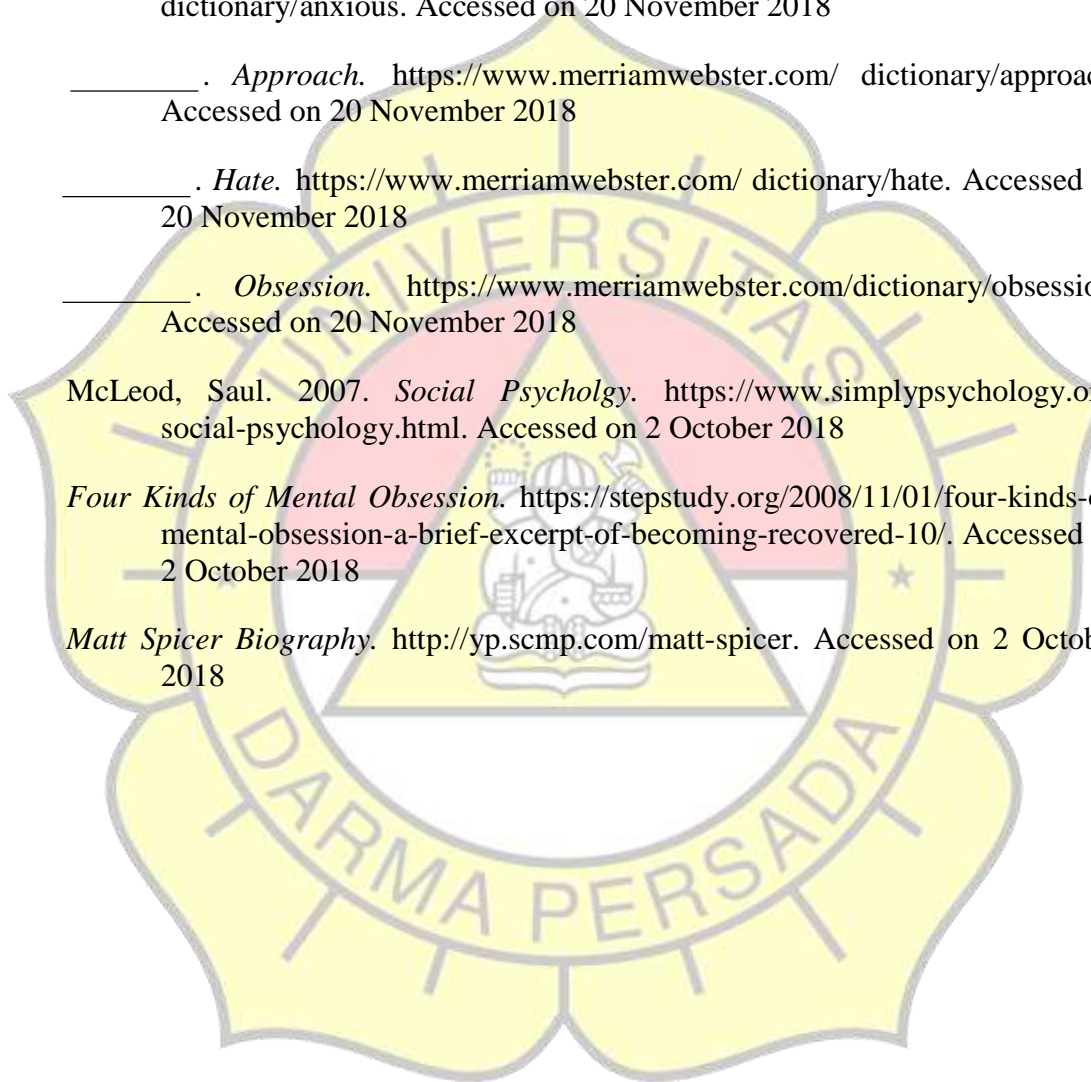 dictionary/anxious. Accessed on 20 November 2018
________. Approach. https://www.merriamwebster.com/ dictionary/approac
Accessed on 20 November 2018
________. Hate. https://www.merriamwebster.com/ dictionary/hate. Accessed
20 November 2018
________. Obsession. https://www.merriamwebster.com/dictionary/obsessio
Accessed on 20 November 2018
McLeod, Saul. 2007. Social Psycholgy. https://www.simplypsychology.o
social-psychology.html. Accessed on 2 October 2018
Four Kinds of Mental Obsession. https://stepstudy.org/2008/11/01/four-kinds-o
mental-obsession-a-brief-excerpt-of-becoming-recovered-10/. Accessed
2 October 2018
Matt Spicer Biography. http://yp.scmp.com/matt-spicer. Accessed on 2 Octob
2018
UNIVERSITAS
DARMA PERSADA